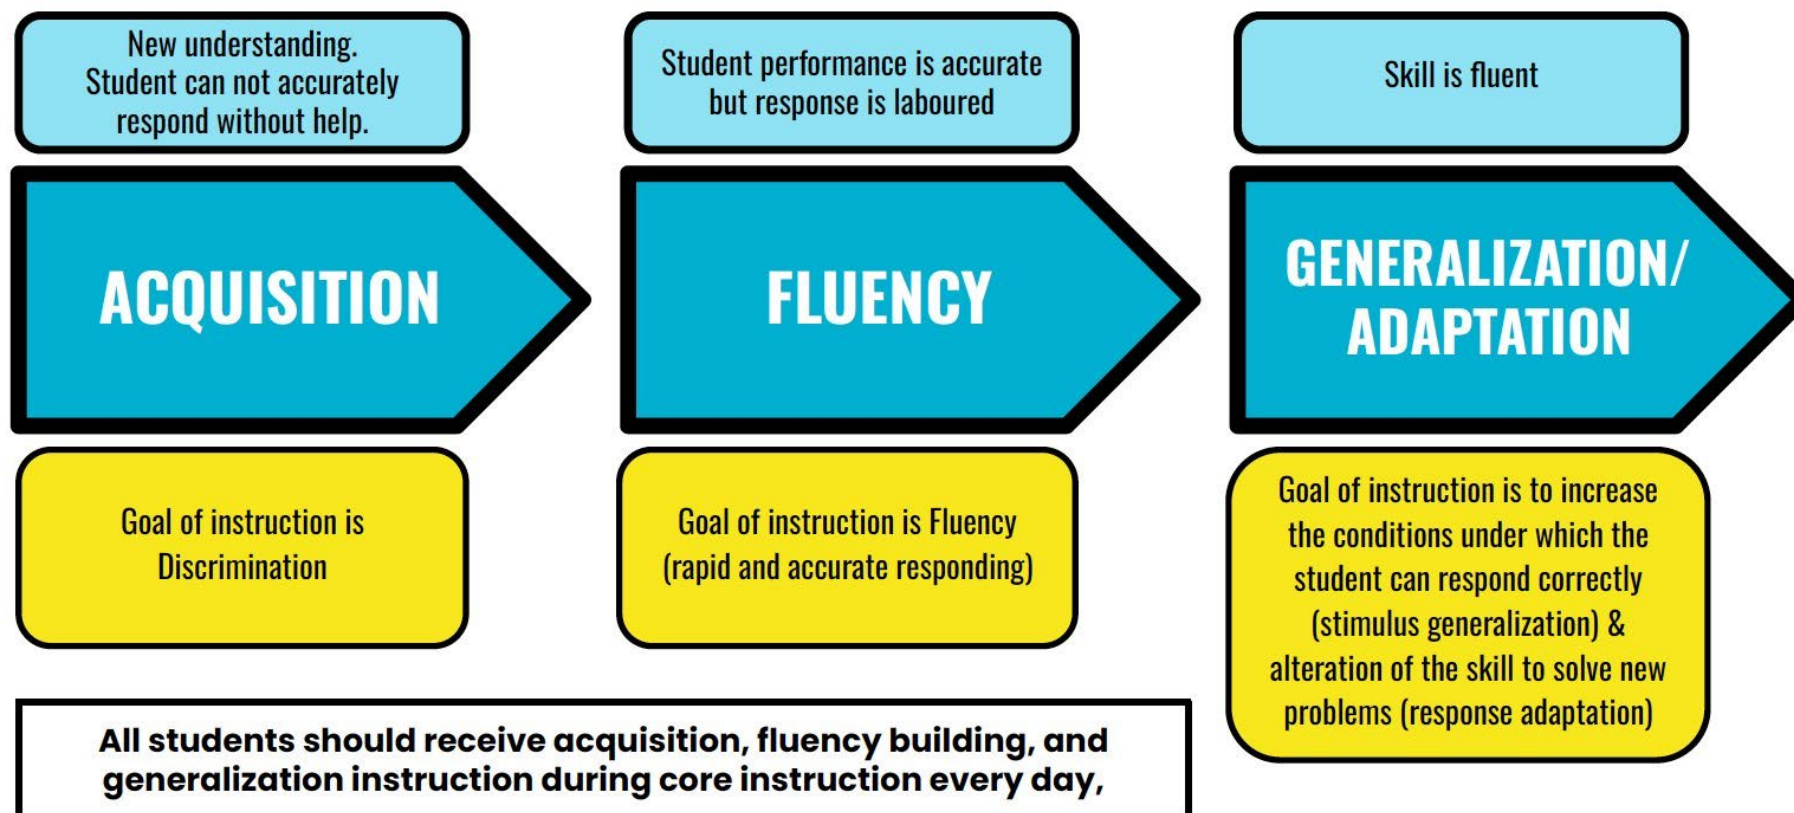 New understanding.
Student can not accurately
respond without help.
ACQUISITION
Goal of instruction is
Discrimination
Student performance is accurate
but response is laboured
FLUENCY
Goal of instruction is Fluency
(rapid and accurate responding)
Skill is fluent
GENERALIZATION/
ADAPTATION
Goal of instruction is to increase
the conditions under which the
student can respond correctly
(stimulus generalization) &
alteration of the skill to solve new
problems (response adaptation)
All students should receive acquisition, fluency building, and
generalization instruction during core instruction every day,